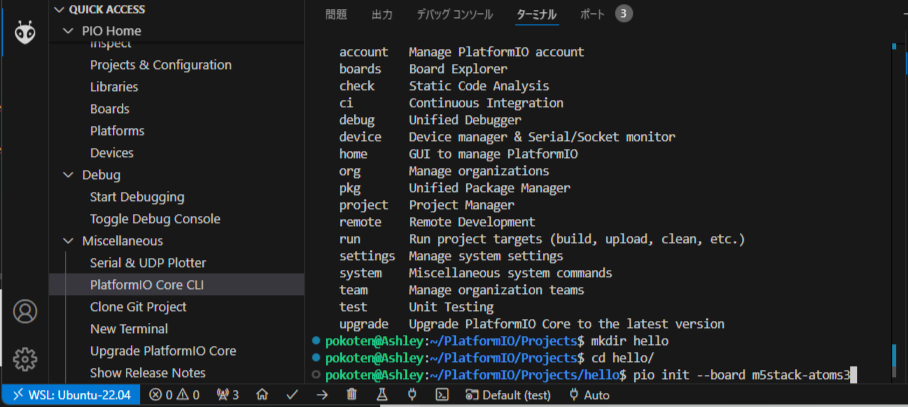 QUICK ACCESS
PIO Home
Inspect
Projects & Configuration
Libraries
Boards
Platforms
Devices
Debug
Start Debugging
Toggle Debug Console
Miscellaneous
Serial & UDP Plotter
PlatformIO Core CLI
Clone Git Project
New Terminal
Upgrade PlatformIO Core
Show Release Notes
問題 出力 デバッグ コンソール ターミナル ポート 3
account Manage PlatformIO account
boards Board Explorer
check Static Code Analysis
ci Continuous Integration
debug Unified Debugger
device Device manager & Serial/Socket monitor
home GUI to manage PlatformIO
org Manage organizations
pkg Unified Package Manager
project Project Manager
remote Remote Development
run Run project targets (build, upload, clean, etc.)
settings Manage system settings
system Miscellaneous system commands
team Manage organization teams
test Unit Testing
upgrade Upgrade PlatformIO Core to the latest version
pokoten@Ashley:~/PlatformIO/Projects$ mkdir hello
pokoten@Ashley:~/PlatformIO/Projects$ cd hello/
pokoten@Ashley:~/PlatformIO/Projects/hello$ pio init --board m5stack-atoms3
WSL: Ubuntu-22.04 0 0 3 Default (test) Auto